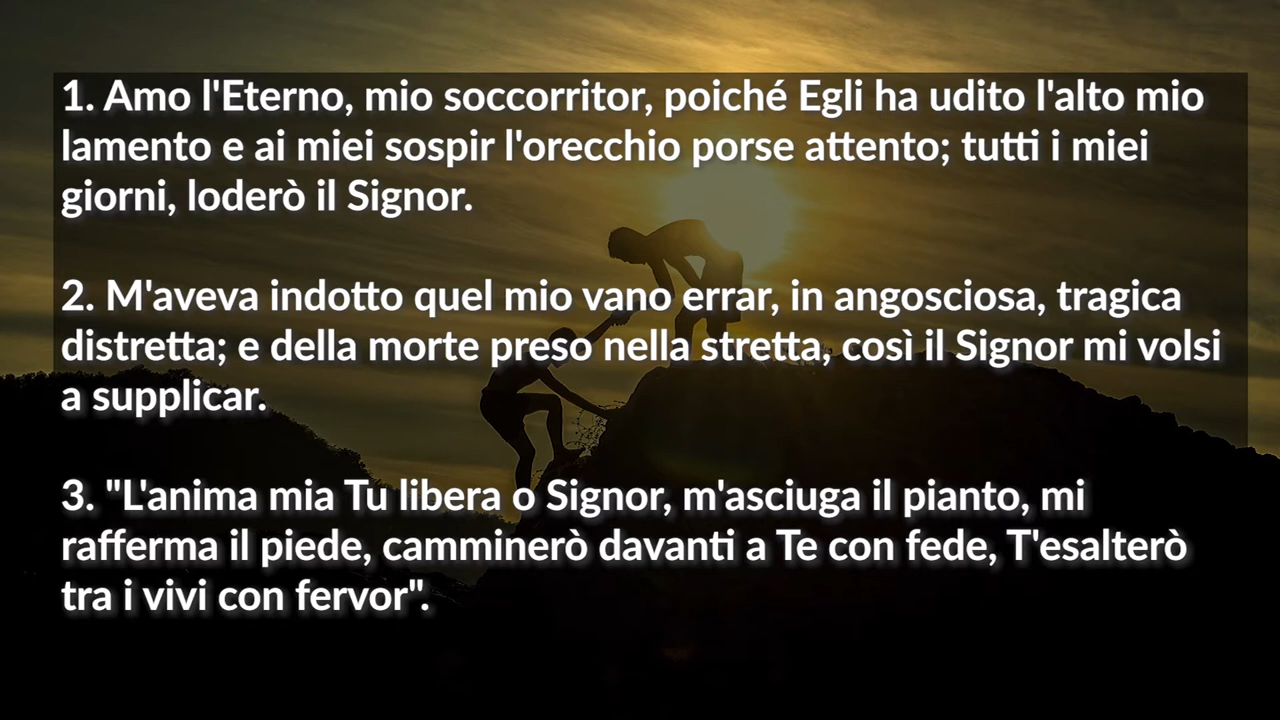 1. Amo l'Eterno, mio soccorritor, poiché Egli ha udito l'alto mio
lamento e ai miei sospir l'orecchio porse attento; tutti i miei
giorni, loderò il Signor.
2. M'aveva indotto quel mio vano errar, in angosciosa, tragica
distretta; e della morte preso nella stretta, così il Signor mi volsi
a supplicar.
3. "L'anima mia Tu libera o Signor, m'asciuga il pianto, mi
rafferma il piede, camminerò davanti a Te con fede, T'esalterò
tra i vivi con fervor".